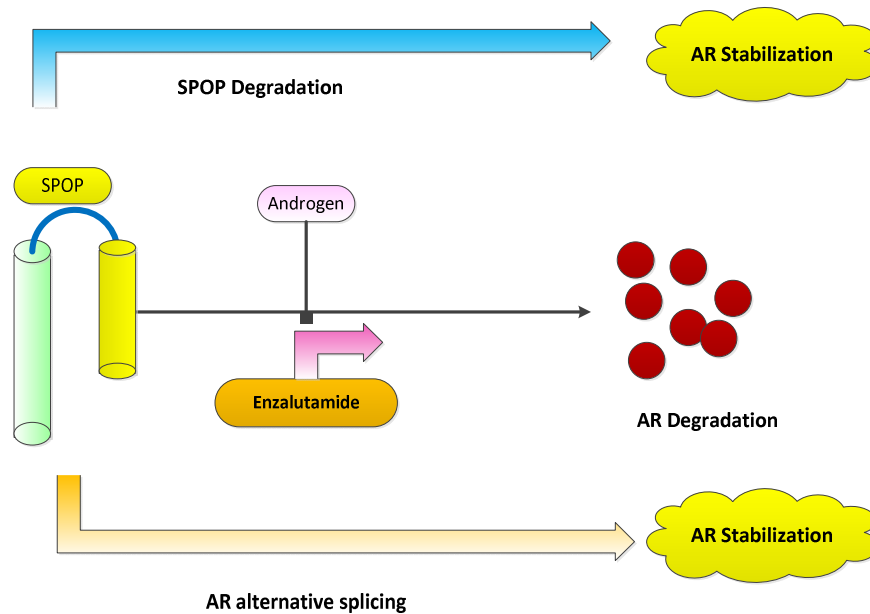 AR Stabilization
SPOP Degradation
SPOP
Androgen
Enzalutamide
AR Degradation
AR Stabilization
AR alternative splicing